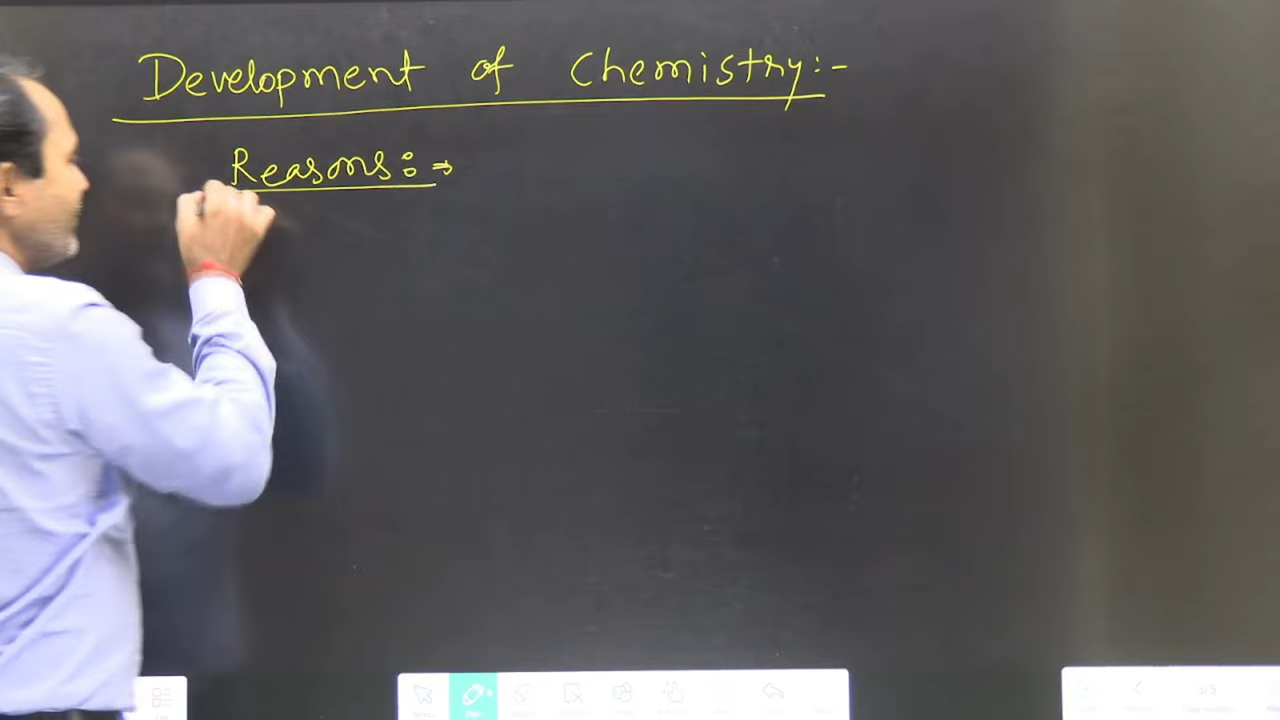 Development of Chemistry:-
Reasons: ⇒